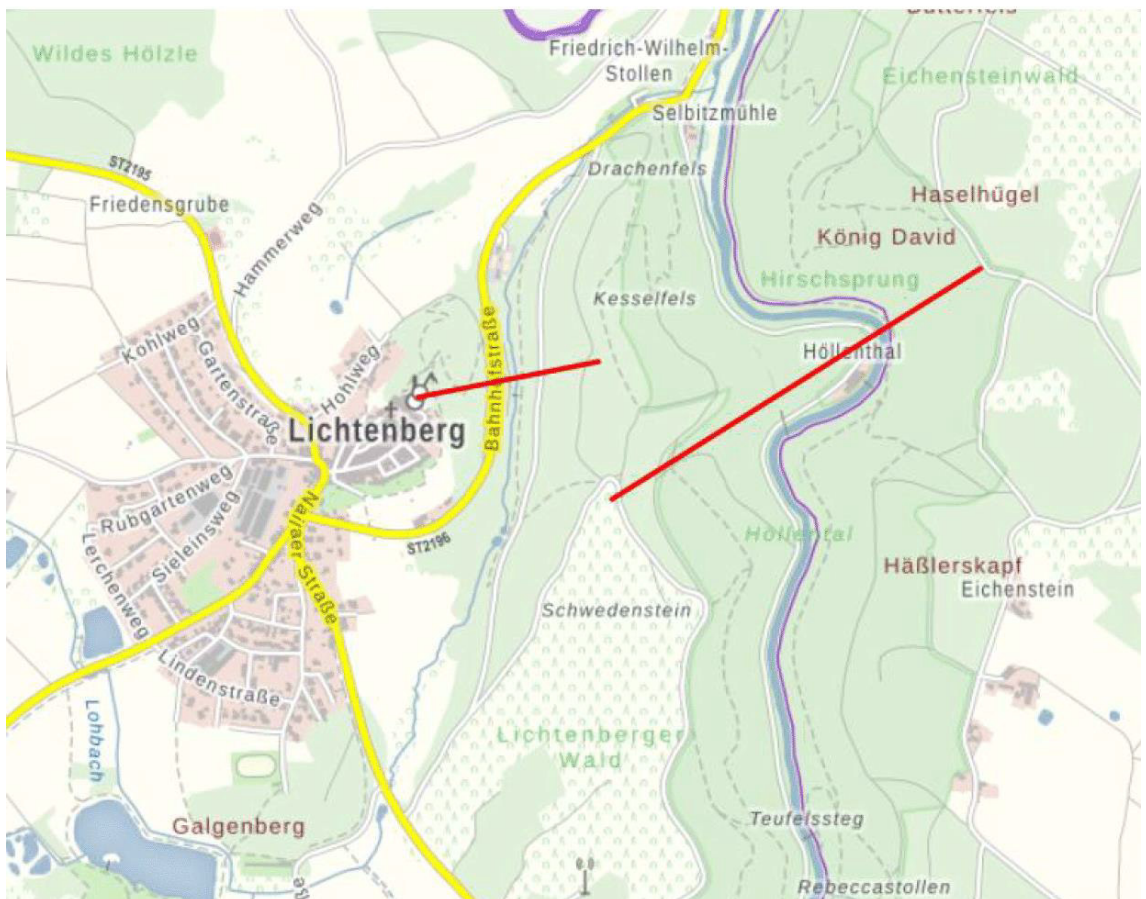 Wildes Hölzle
Friedrich-Wilhelm-
Stollen
Eichensteinwald
Selbitzmühle
ST2195
Drachenfels
Friedensgrube
Hammerweg
Haselhügel
König David
Hirschsprung
Kesselfels
Kohlweg
Gartenstraße
Hohlweg
Bahnhofstraße
Höllenthal
Lichtenberg
Rubgartenweg
Sieleinsweg
Lerchenweg
Nailaer Straße
ST2196
Höllental
Häßlerskapf
Eichenstein
Schwedenstein
Lindenstraße
Lohbach
Lichtenberger
Wald
Galgenberg
Teufelssteg
Rebeccastollen